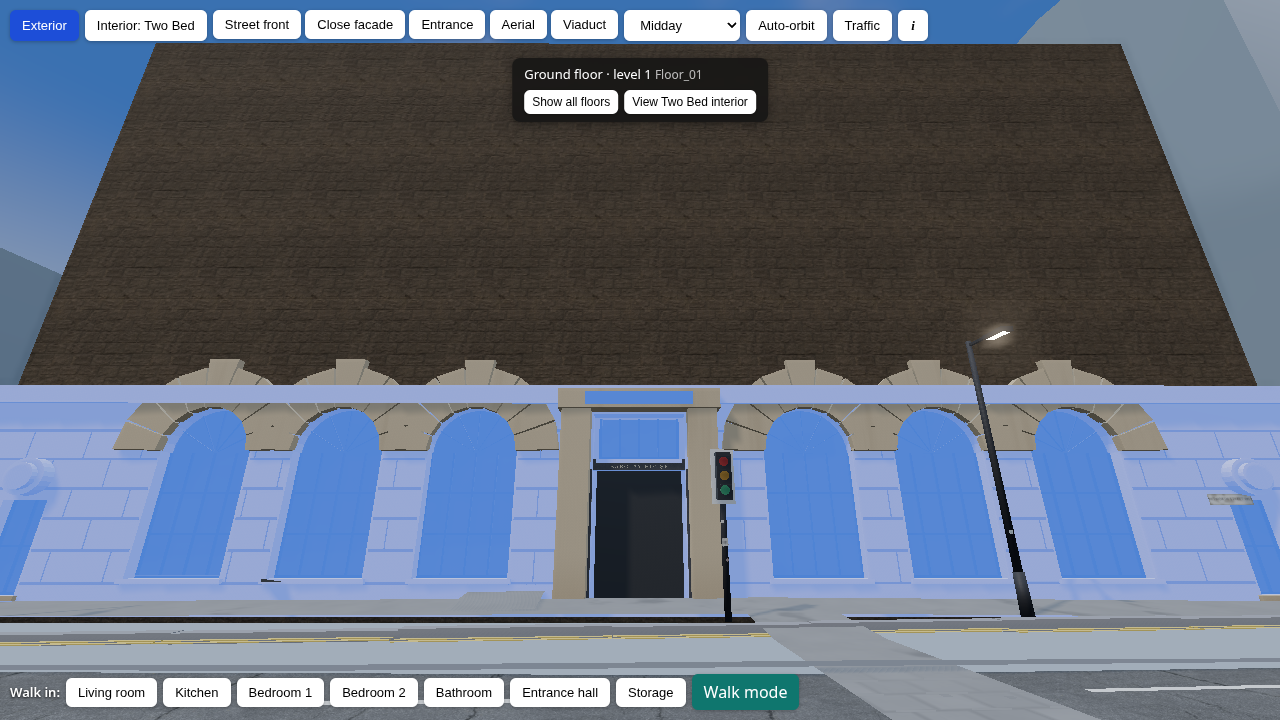 Exterior
Interior: Two Bed
Street front
Close facade
Entrance
Aerial
Viaduct
Midday
Auto-orbit
Traffic
i
Ground floor · level 1 Floor_01
Show all floors
View Two Bed interior
Walk in:
Living room
Kitchen
Bedroom 1
Bedroom 2
Bathroom
Entrance hall
Storage
Walk mode